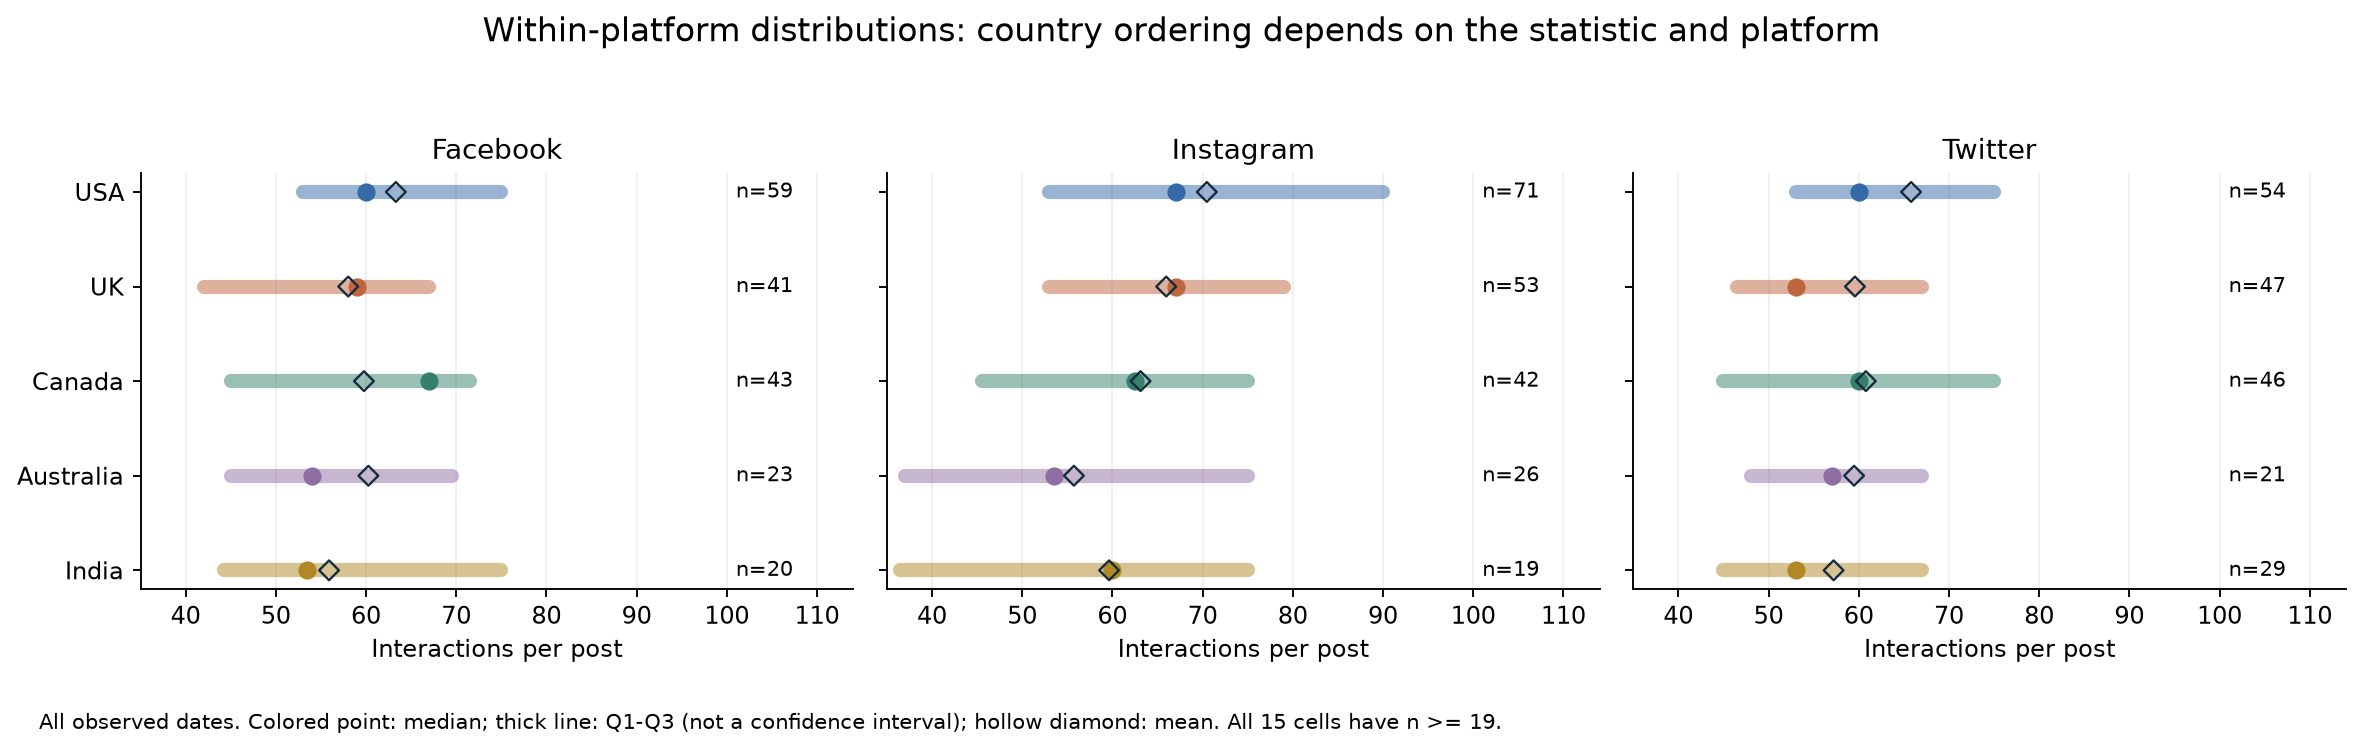 Within-platform distributions: country ordering depends on the statistic and platform
Facebook
Instagram
Twitter
USA
n=59
n=71
n=54
UK
n=41
n=53
n=47
Canada
n=43
n=42
n=46
Australia
n=23
n=26
n=21
India
n=20
n=19
n=29
40 50 60 70 80 90 100 110
40 50 60 70 80 90 100 110
40 50 60 70 80 90 100 110
Interactions per post
Interactions per post
Interactions per post
All observed dates. Colored point: median; thick line: Q1-Q3 (not a confidence interval); hollow diamond: mean. All 15 cells have n >= 19.